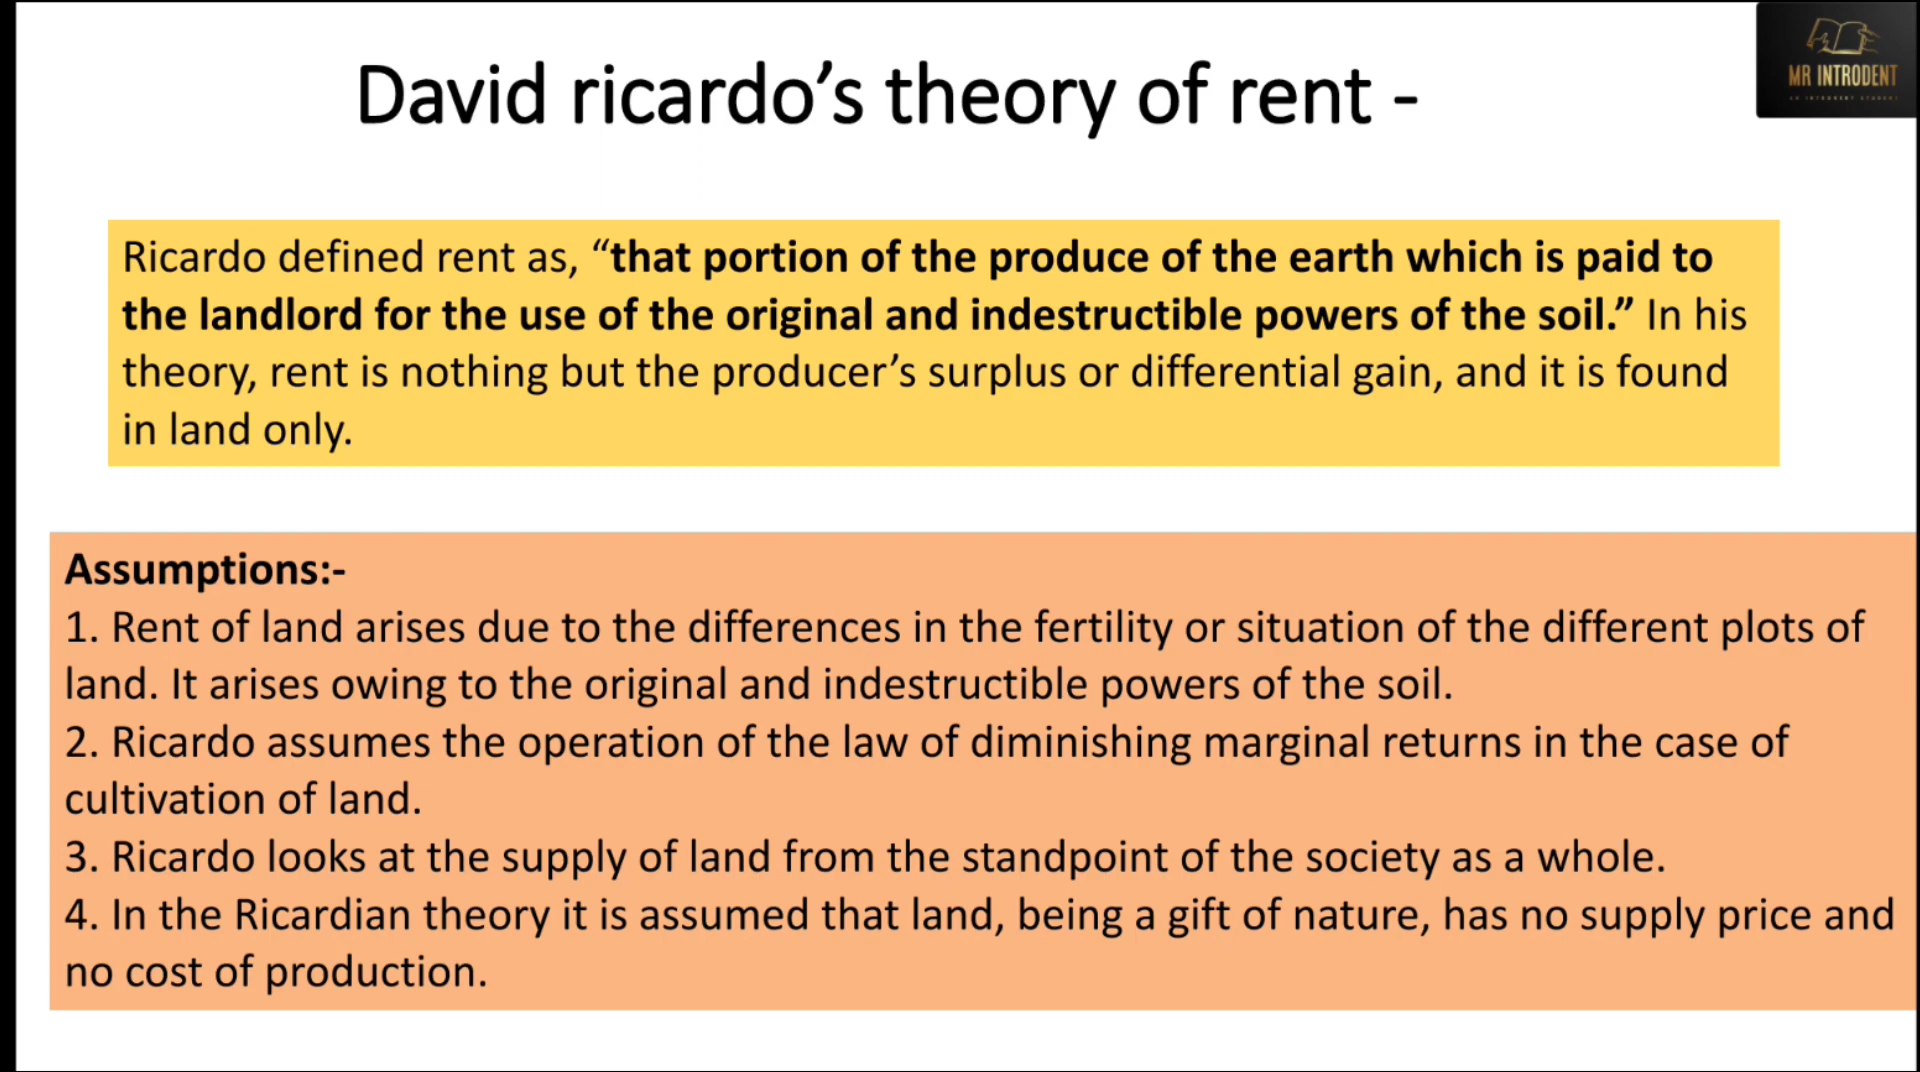 David ricardo’s theory of rent -
MR INTRODENT
Ricardo defined rent as, “that portion of the produce of the earth which is paid to
the landlord for the use of the original and indestructible powers of the soil.” In his
theory, rent is nothing but the producer’s surplus or differential gain, and it is found
in land only.
Assumptions:-
1. Rent of land arises due to the differences in the fertility or situation of the different plots of
land. It arises owing to the original and indestructible powers of the soil.
2. Ricardo assumes the operation of the law of diminishing marginal returns in the case of
cultivation of land.
3. Ricardo looks at the supply of land from the standpoint of the society as a whole.
4. In the Ricardian theory it is assumed that land, being a gift of nature, has no supply price and
no cost of production.